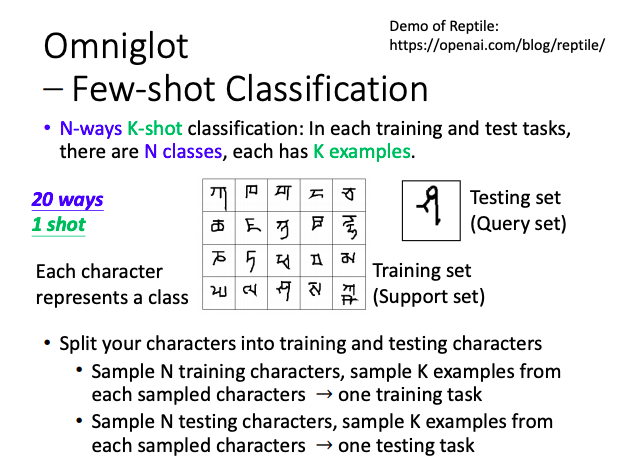 Demo of Reptile:
https://openai.com/blog/reptile/
Omniglot
– Few-shot Classification
• N-ways K-shot classification: In each training and test tasks,
there are N classes, each has K examples.
20 ways
1 shot
Each character
represents a class
Testing set
(Query set)
Training set
(Support set)
• Split your characters into training and testing characters
• Sample N training characters, sample K examples from
each sampled characters → one training task
• Sample N testing characters, sample K examples from
each sampled characters → one testing task